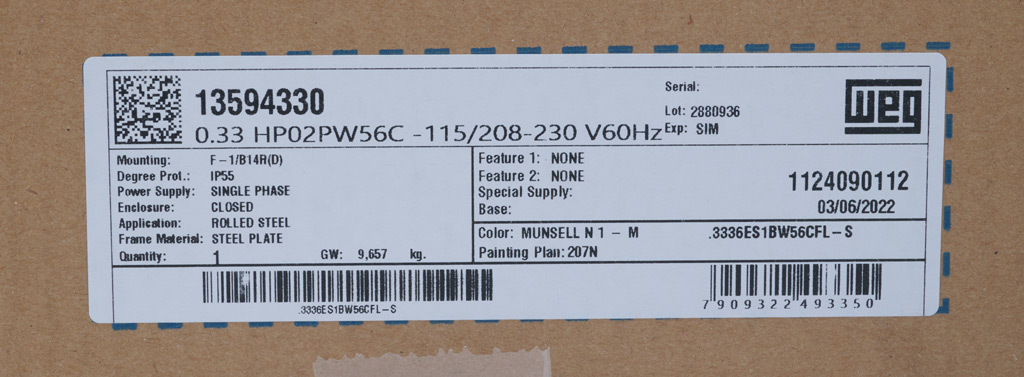 13594330
0.33 HP02PW56C -115/208-230 V60Hz
Serial:
Lot: 2880936
Exp: SIM
WEG
Mounting: F-1/B14R(D)
Degree Prot.: IP55
Power Supply: SINGLE PHASE
Enclosure: CLOSED
Application: ROLLED STEEL
Frame Material: STEEL PLATE
Quantity: 1 GW: 9,657 kg.
Feature 1: NONE
Feature 2: NONE
Special Supply:
Base:
1124090112
03/06/2022
Color: MUNSELL N 1 - M .3336ES1BW56CFL-S
Painting Plan: 207N
.3336ES1BW56CFL-S
7909322493350